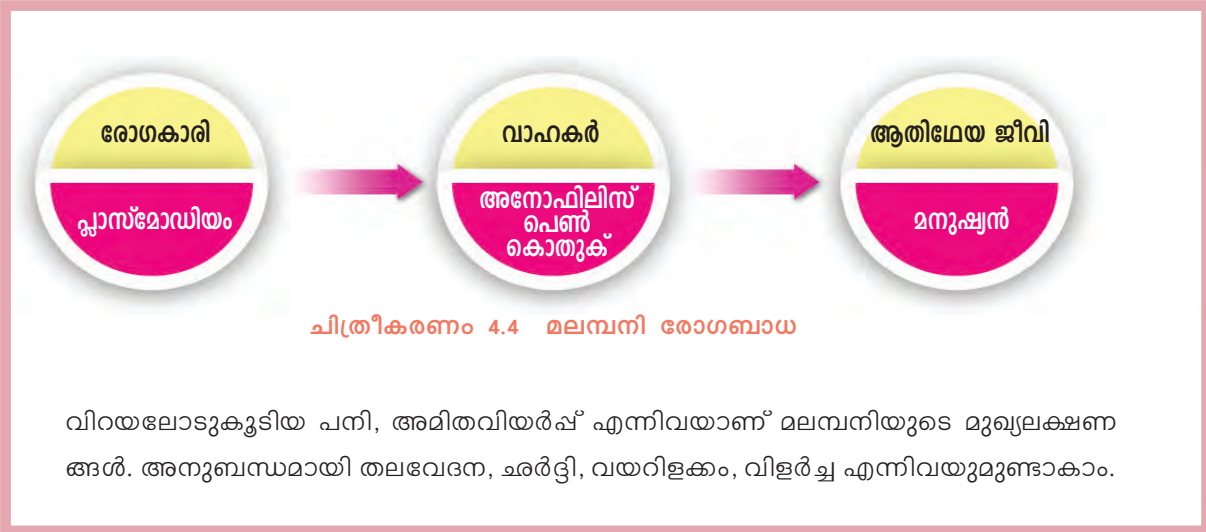 രോഗകാരി
പ്ലാസ്മോഡിയം
വാഹകർ
അനോഫിലിസ്
പെൺ
കൊതുക്
ആതിഥേയ ജീവി
മനുഷ്യൻ
ചിത്രീകരണം 4.4 മലമ്പനി രോഗബാധ
വിറയലോടുകൂടിയ പനി, അമിതവിയർപ്പ് എന്നിവയാണ് മലമ്പനിയുടെ മുഖ്യലക്ഷണ
ങ്ങൾ. അനുബന്ധമായി തലവേദന, ഛർദ്ദി, വയറിളക്കം, വിളർച്ച എന്നിവയുമുണ്ടാകാം.